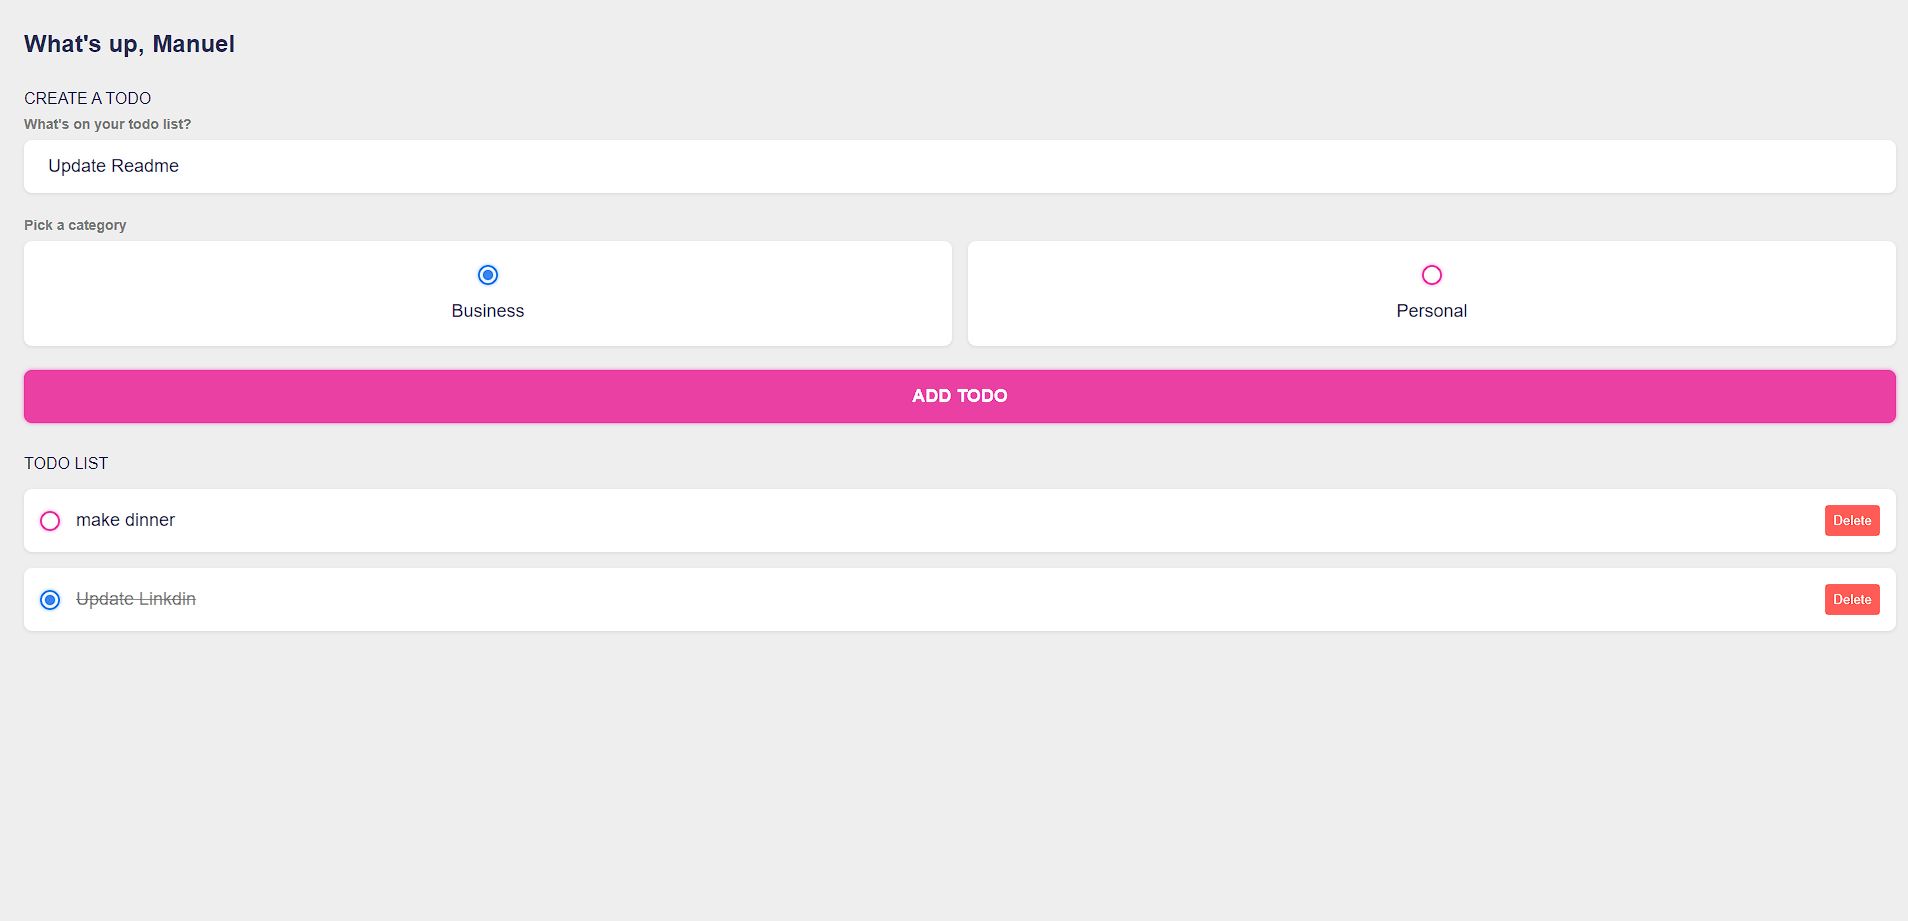 What's up, Manuel
CREATE A TODO
What's on your todo list?
Update Readme
Pick a category
Business
Personal
ADD TODO
TODO LIST
make dinner
Delete
Update Linkdin
Delete